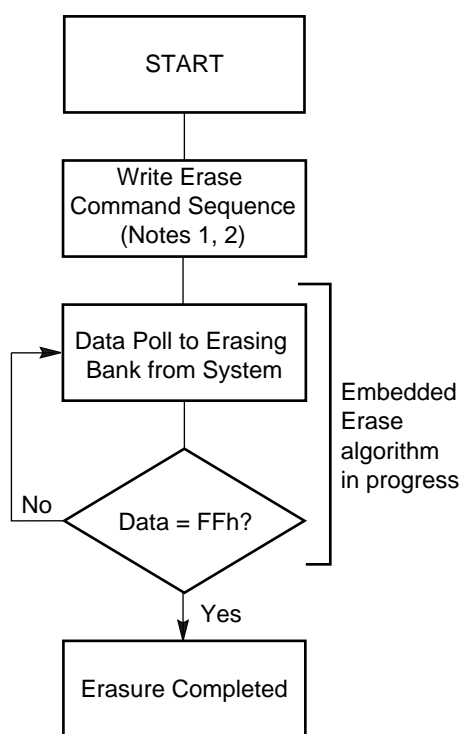 START
Write Erase
Command Sequence
(Notes 1, 2)
Data Poll to Erasing
Bank from System
Embedded
Erase
algorithm
in progress
No
Data = FFh?
Yes
Erasure Completed